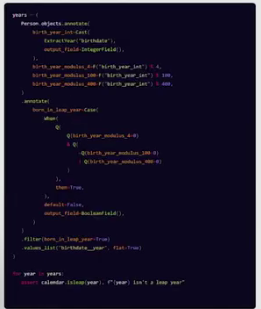 years = (
    Person.objects.annotate(
        birth_year_int=Cast(
            ExtractYear("birthdate"),
            output_field=IntegerField(),
        ),
        birth_year_modulus_4=F("birth_year_int") % 4,
        birth_year_modulus_100=F("birth_year_int") % 100,
        birth_year_modulus_400=F("birth_year_int") % 400,
    )
    .annotate(
        born_in_leap_year=Case(
            When(
                Q(
                    Q(birth_year_modulus_4=0)
                    & Q(
                        ~Q(birth_year_modulus_100=0)
                        | Q(birth_year_modulus_400=0)
                    )
                ),
                then=True,
            ),
            default=False,
            output_field=BooleanField(),
        )
    )
    .filter(born_in_leap_year=True)
    .values_list("birthdate__year", flat=True)
)
for year in years:
    assert calendar.isleap(year), f"{year} isn't a leap year"